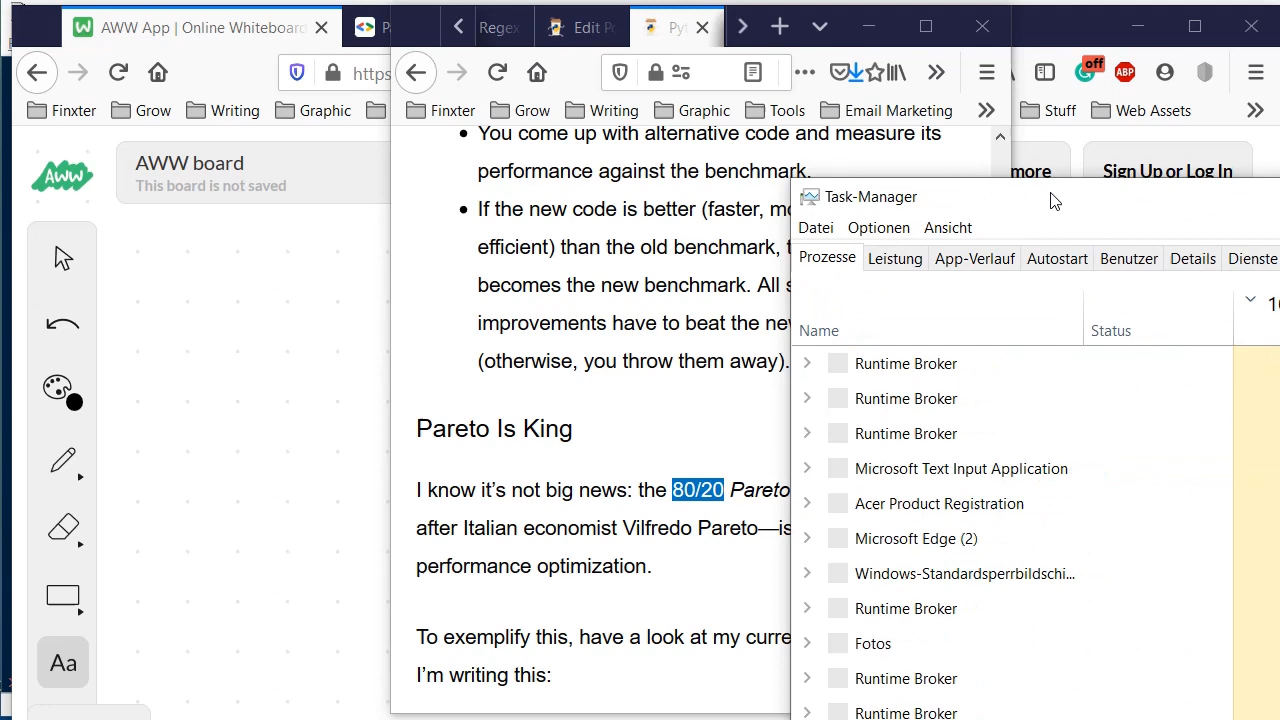 AWW App | Online Whiteboard
Regex
Edit
https
Finxter
Grow
Writing
Graphic
Finxter
Grow
Writing
Graphic
Tools
Email Marketing
off
ABP
Stuff
Web Assets
AWW
AWW board
This board is not saved
more
Sign Up or Log In
You come up with alternative code and measure its
performance against the benchmark.
If the new code is better (faster,
efficient) than the old benchmark,
becomes the new benchmark. All
improvements have to beat the
(otherwise, you throw them away).
Pareto Is King
I know it’s not big news: the 80/20 Pareto
after Italian economist Vilfredo Pareto—is
performance optimization.
To exemplify this, have a look at my
I’m writing this:
Aa
Task-Manager
Datei Optionen Ansicht
Prozesse Leistung App-Verlauf Autostart Benutzer Details Dienste
Name Status
Runtime Broker
Runtime Broker
Runtime Broker
Microsoft Text Input Application
Acer Product Registration
Microsoft Edge (2)
Windows-Standardsperrbildschi...
Runtime Broker
Fotos
Runtime Broker
Runtime Broker